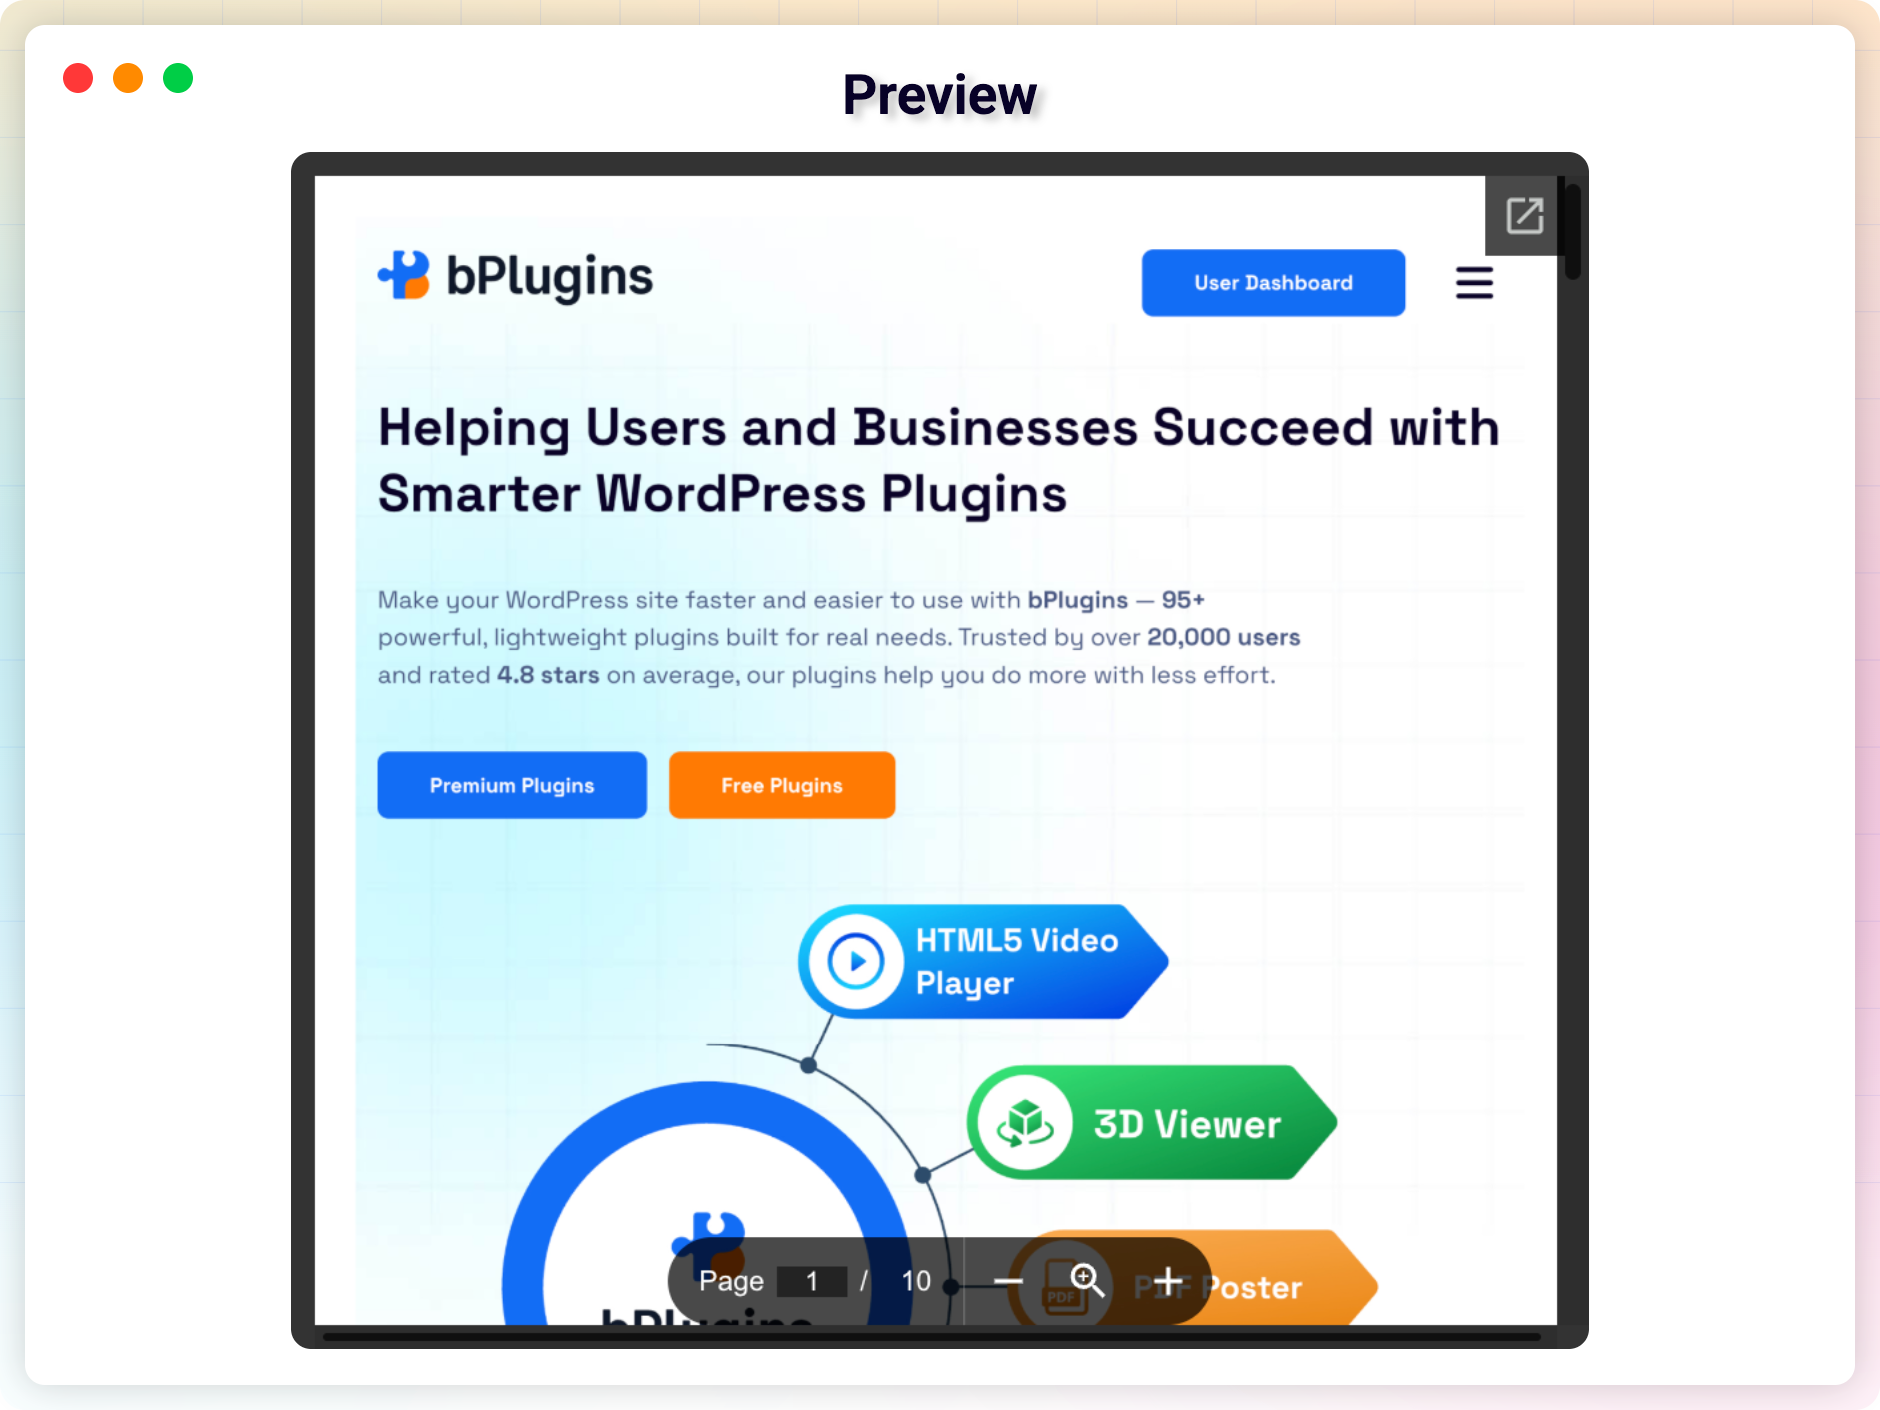 Preview
bPlugins
User Dashboard
Helping Users and Businesses Succeed with
Smarter WordPress Plugins
Make your WordPress site faster and easier to use with bPlugins — 95+
powerful, lightweight plugins built for real needs. Trusted by over 20,000 users
and rated 4.8 stars on average, our plugins help you do more with less effort.
Premium Plugins
Free Plugins
HTML5 Video
Player
3D Viewer
PDF
PDF Poster
bPlugins
Page 1 / 10